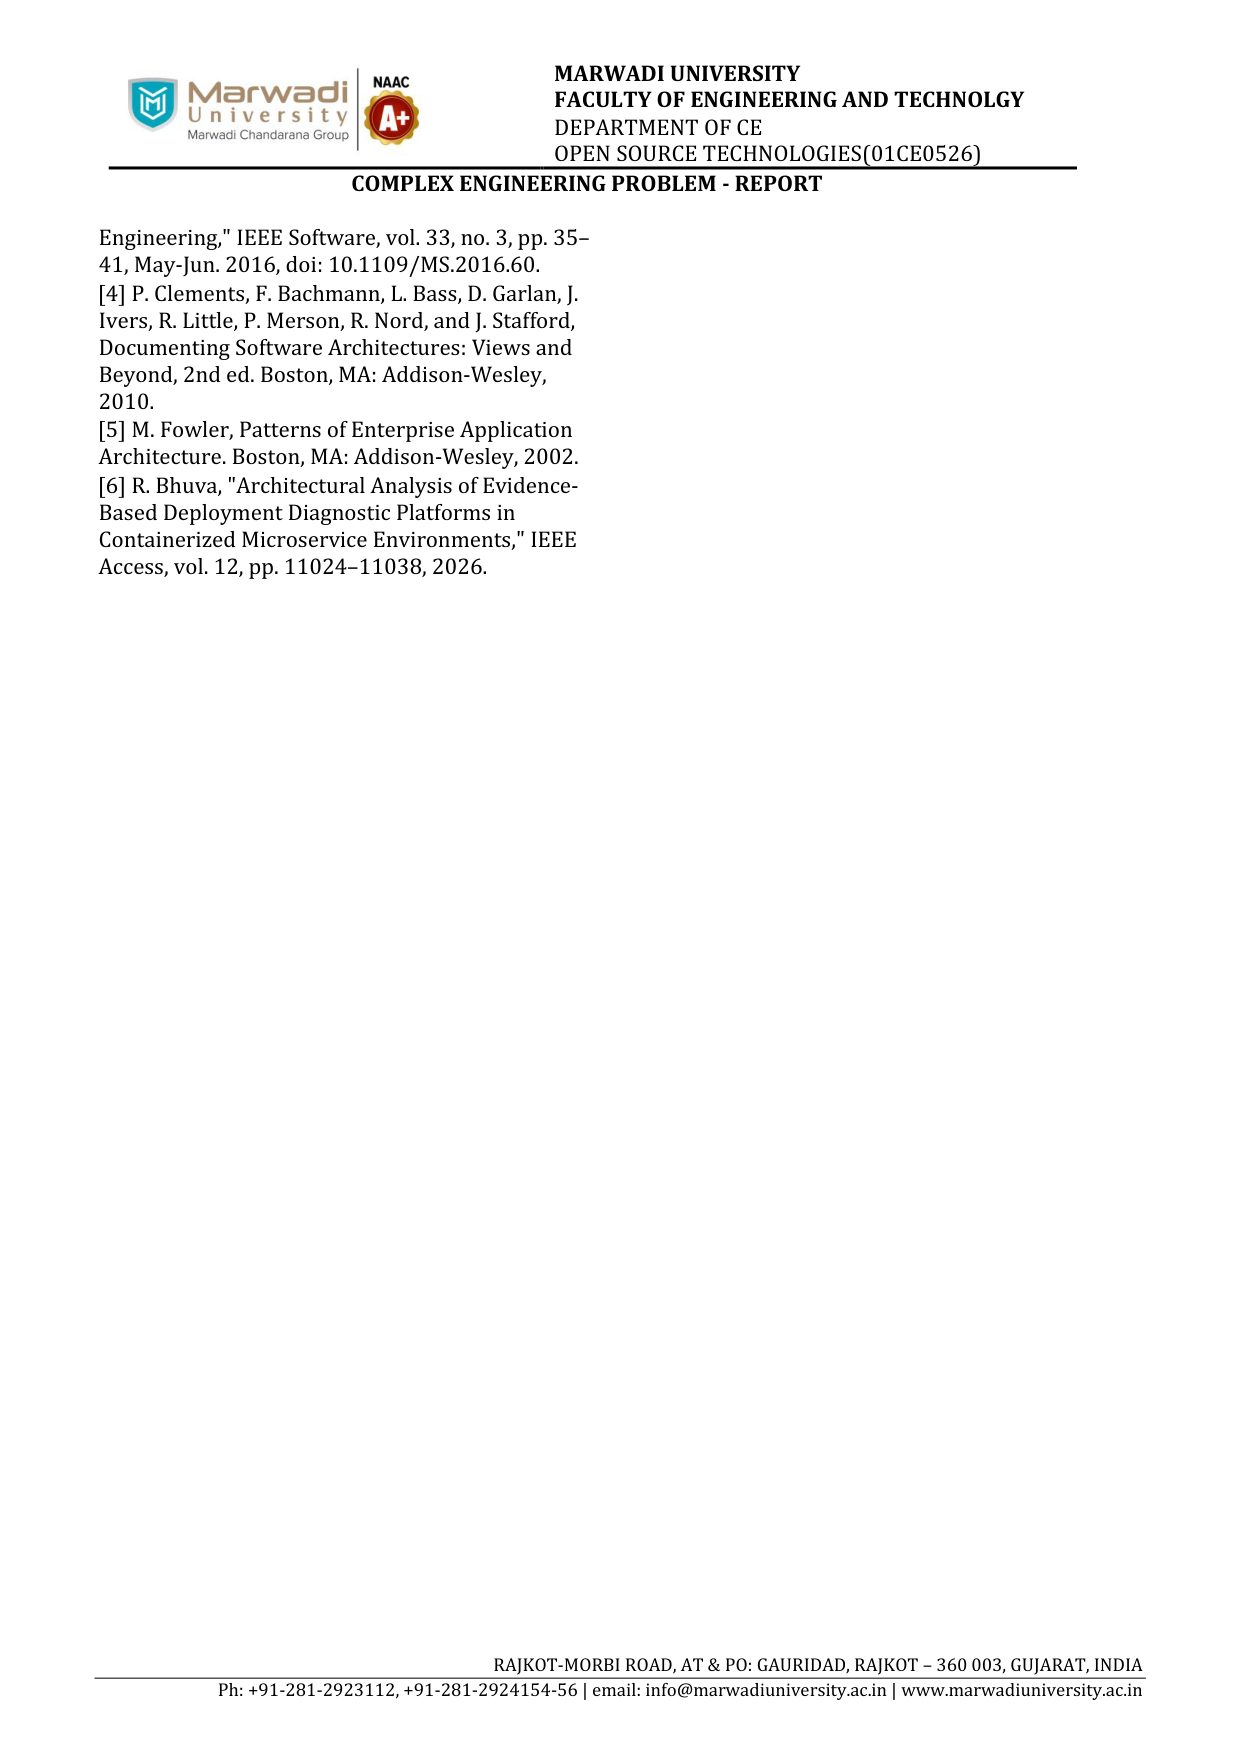 Marwadi
University
Marwadi Chandarana Group
NAAC
A+
MARWADI UNIVERSITY
FACULTY OF ENGINEERING AND TECHNOLGY
DEPARTMENT OF CE
OPEN SOURCE TECHNOLOGIES(01CE0526)
COMPLEX ENGINEERING PROBLEM - REPORT
Engineering," IEEE Software, vol. 33, no. 3, pp. 35–
41, May-Jun. 2016, doi: 10.1109/MS.2016.60.
[4] P. Clements, F. Bachmann, L. Bass, D. Garlan, J.
Ivers, R. Little, P. Merson, R. Nord, and J. Stafford,
Documenting Software Architectures: Views and
Beyond, 2nd ed. Boston, MA: Addison-Wesley,
2010.
[5] M. Fowler, Patterns of Enterprise Application
Architecture. Boston, MA: Addison-Wesley, 2002.
[6] R. Bhuva, "Architectural Analysis of Evidence-
Based Deployment Diagnostic Platforms in
Containerized Microservice Environments," IEEE
Access, vol. 12, pp. 11024–11038, 2026.
RAJKOT-MORBI ROAD, AT & PO: GAURIDAD, RAJKOT – 360 003, GUJARAT, INDIA
Ph: +91-281-2923112, +91-281-2924154-56 | email: info@marwadiuniversity.ac.in | www.marwadiuniversity.ac.in